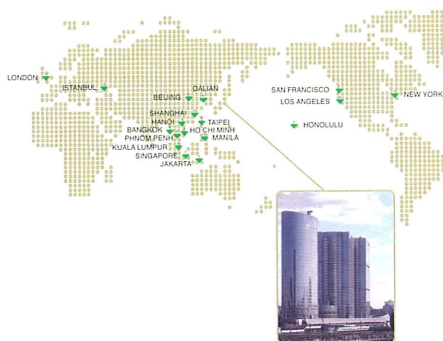 LONDON
ISTANBUL
DALIAN
BEIJING
SHANGHAI
HANOI
TAIPEI
BANGKOK
HO CHI MINH
PHNOM PENH
MANILA
KUALA LUMPUR
SINGAPORE
JAKARTA
SAN FRANCISCO
LOS ANGELES
NEW YORK
HONOLULU